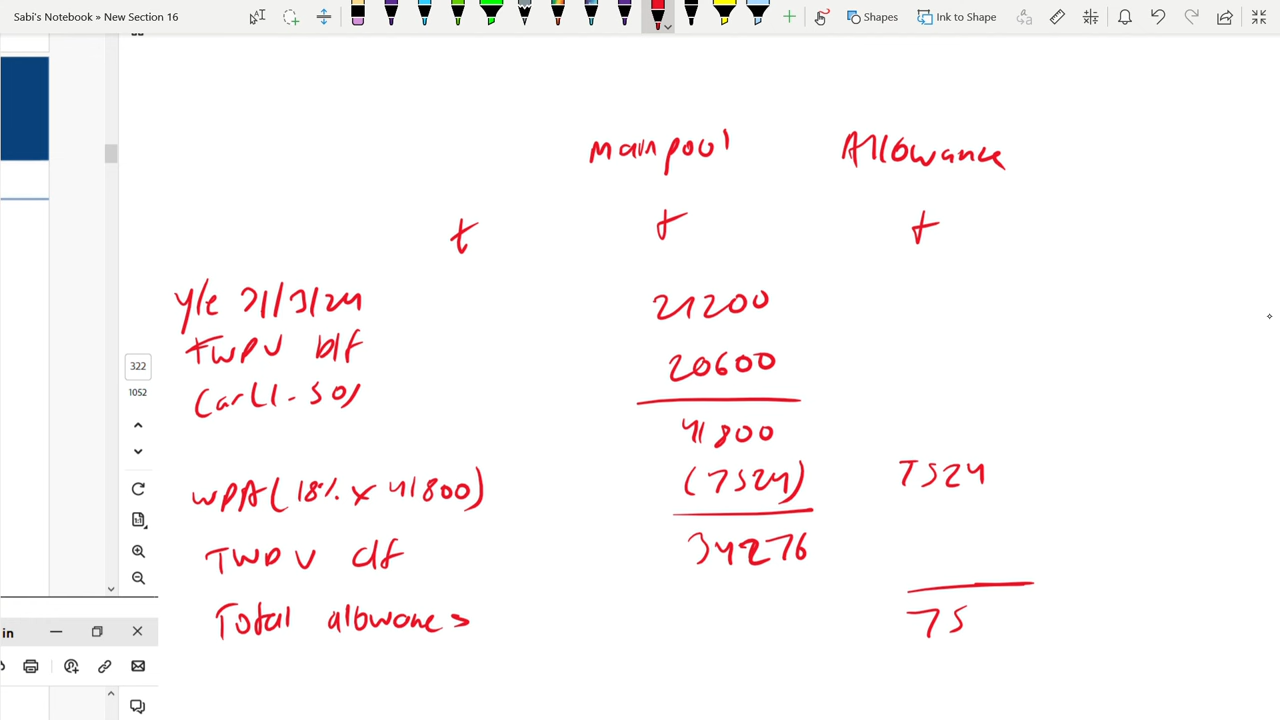 Sabi's Notebook » New Section 16
Shapes
Ink to Shape
main pool Allowance
£ £ £
y/e 31/3/24 21200
TWDV b/f 20600
Car(1-50)
41800
WDA(18% x 41800) (7524) 7524
TWDV c/f 34276
Total allowances 75
322
1052
in